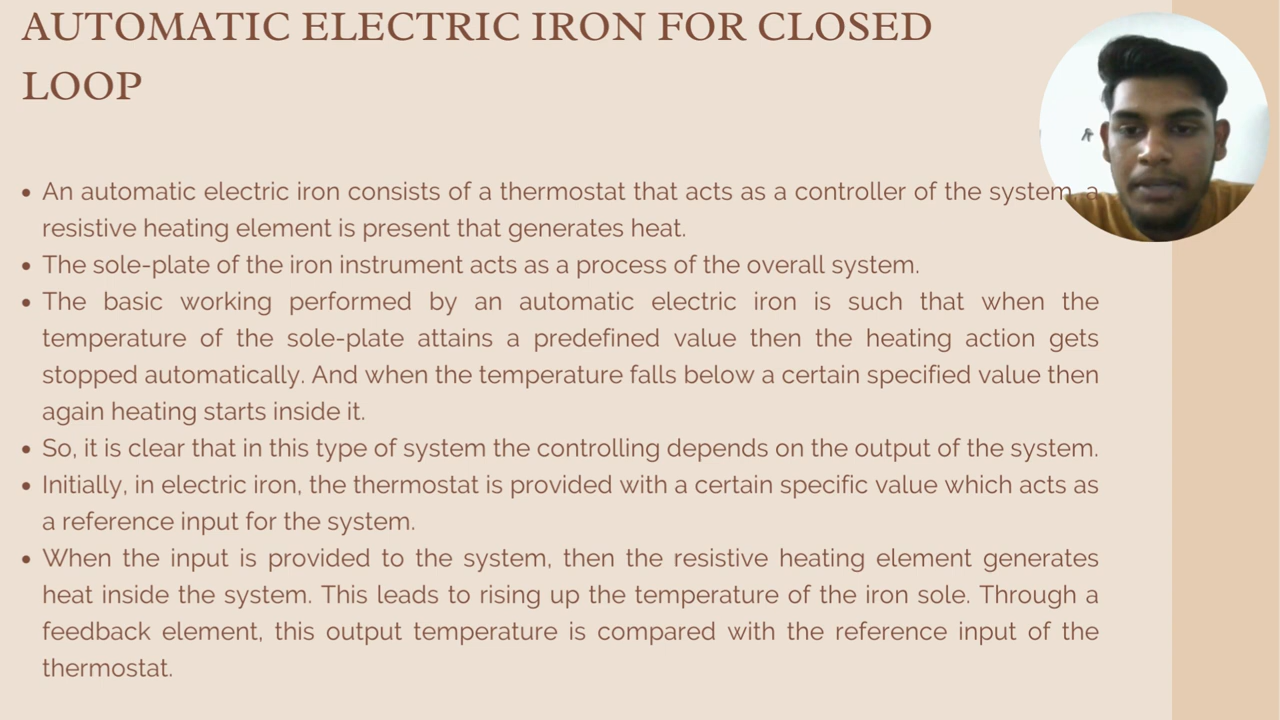 AUTOMATIC ELECTRIC IRON FOR CLOSED
LOOP
• An automatic electric iron consists of a thermostat that acts as a controller of the system, a
resistive heating element is present that generates heat.
• The sole-plate of the iron instrument acts as a process of the overall system.
• The basic working performed by an automatic electric iron is such that when the
temperature of the sole-plate attains a predefined value then the heating action gets
stopped automatically. And when the temperature falls below a certain specified value then
again heating starts inside it.
• So, it is clear that in this type of system the controlling depends on the output of the system.
• Initially, in electric iron, the thermostat is provided with a certain specific value which acts as
a reference input for the system.
• When the input is provided to the system, then the resistive heating element generates
heat inside the system. This leads to rising up the temperature of the iron sole. Through a
feedback element, this output temperature is compared with the reference input of the
thermostat.